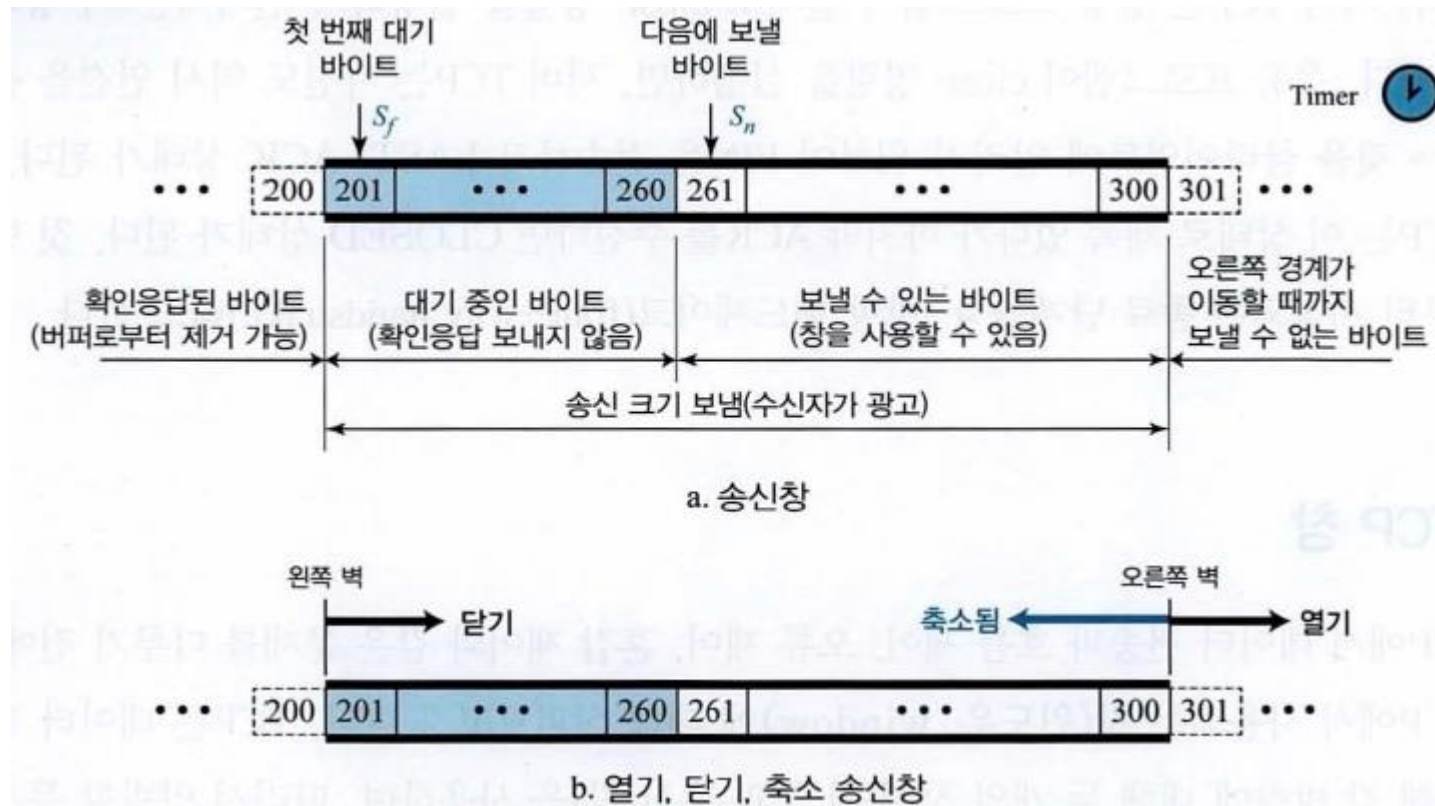 첫 번째 대기
바이트
다음에 보낼
바이트
Timer
Sf
Sn
••• 200 201 ••• 260 261 ••• 300 301 •••
확인응답된 바이트
(버퍼로부터 제거 가능)
대기 중인 바이트
(확인응답 보내지 않음)
보낼 수 있는 바이트
(창을 사용할 수 있음)
오른쪽 경계가
이동할 때까지
보낼 수 없는 바이트
송신 크기 보냄(수신자가 광고)
a. 송신창
왼쪽 벽
오른쪽 벽
닫기
축소됨
열기
••• 200 201 ••• 260 261 ••• 300 301 •••
b. 열기, 닫기, 축소 송신창